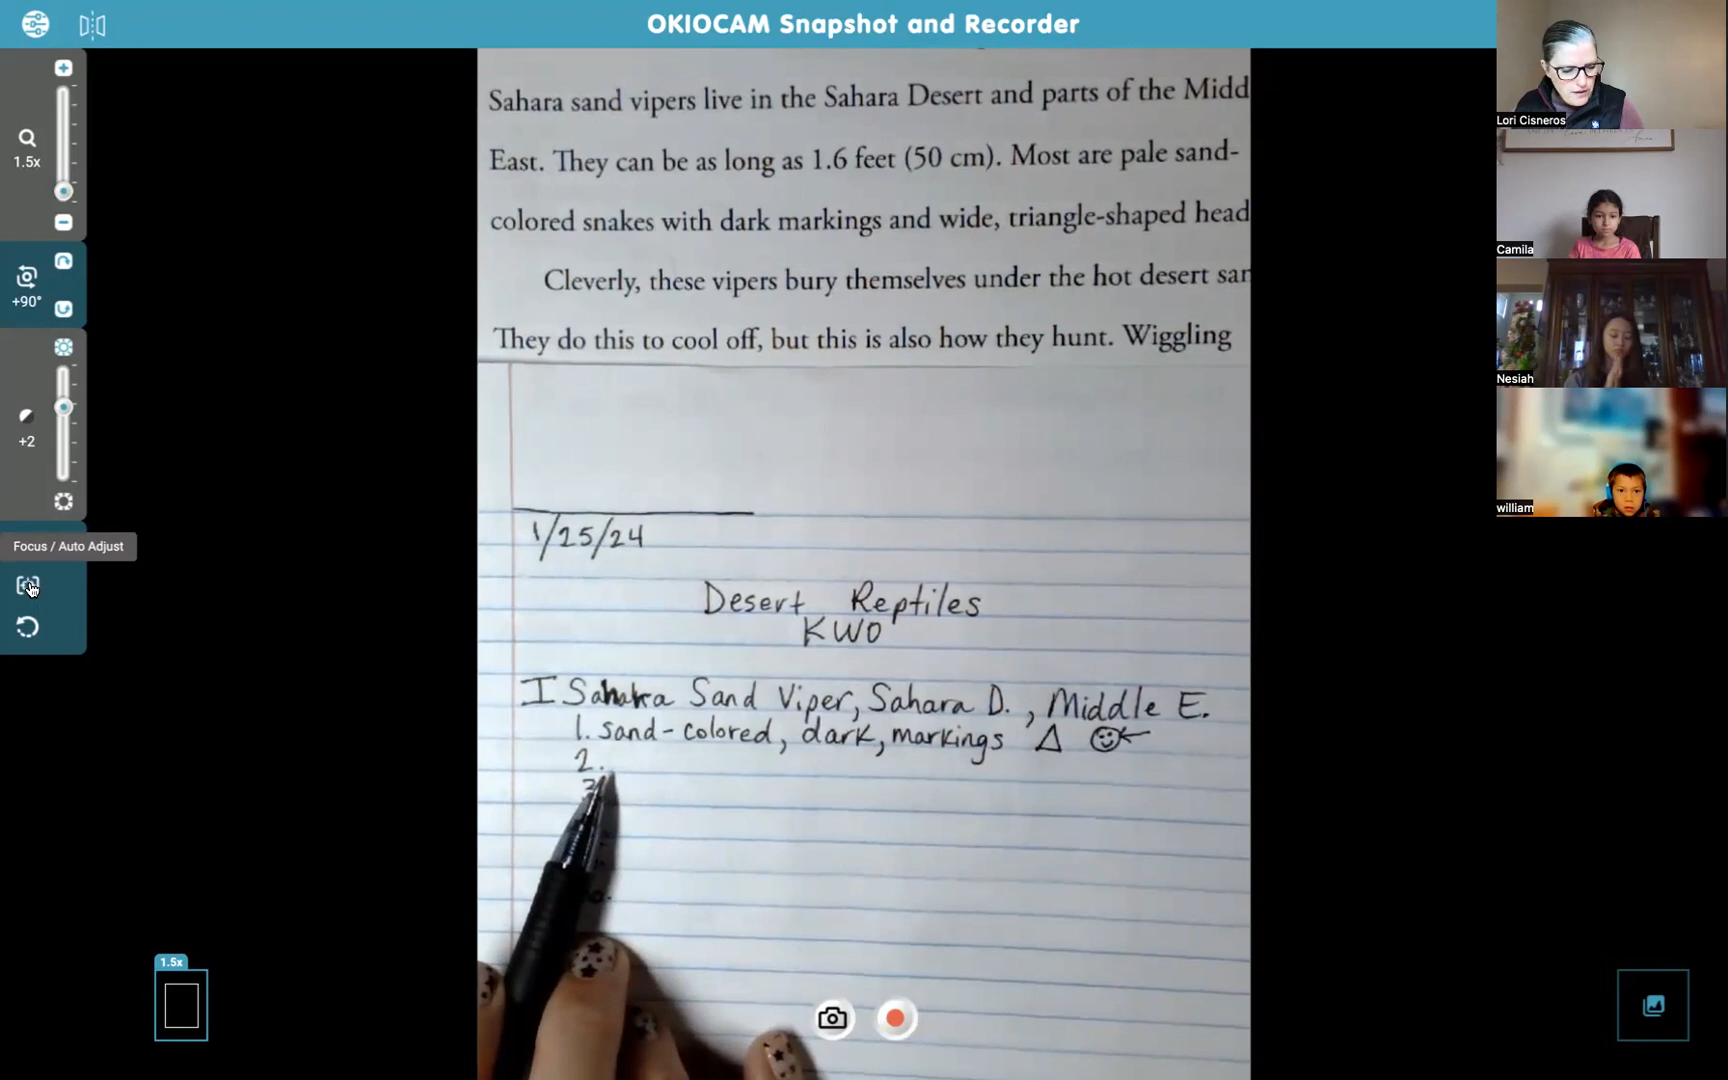 OKIOCAM Snapshot and Recorder
1.5x
+90°
+2
Focus / Auto Adjust
1.5x
Sahara sand vipers live in the Sahara Desert and parts of the Midd
East. They can be as long as 1.6 feet (50 cm). Most are pale sand-
colored snakes with dark markings and wide, triangle-shaped head
Cleverly, these vipers bury themselves under the hot desert san
They do this to cool off, but this is also how they hunt. Wiggling
1/25/24
Desert Reptiles
KWO
I Sahara Sand Viper, Sahara D., Middle E.
1. sand-colored, dark, markings
2.
3
Lori Cisneros
Camila
Nesiah
william